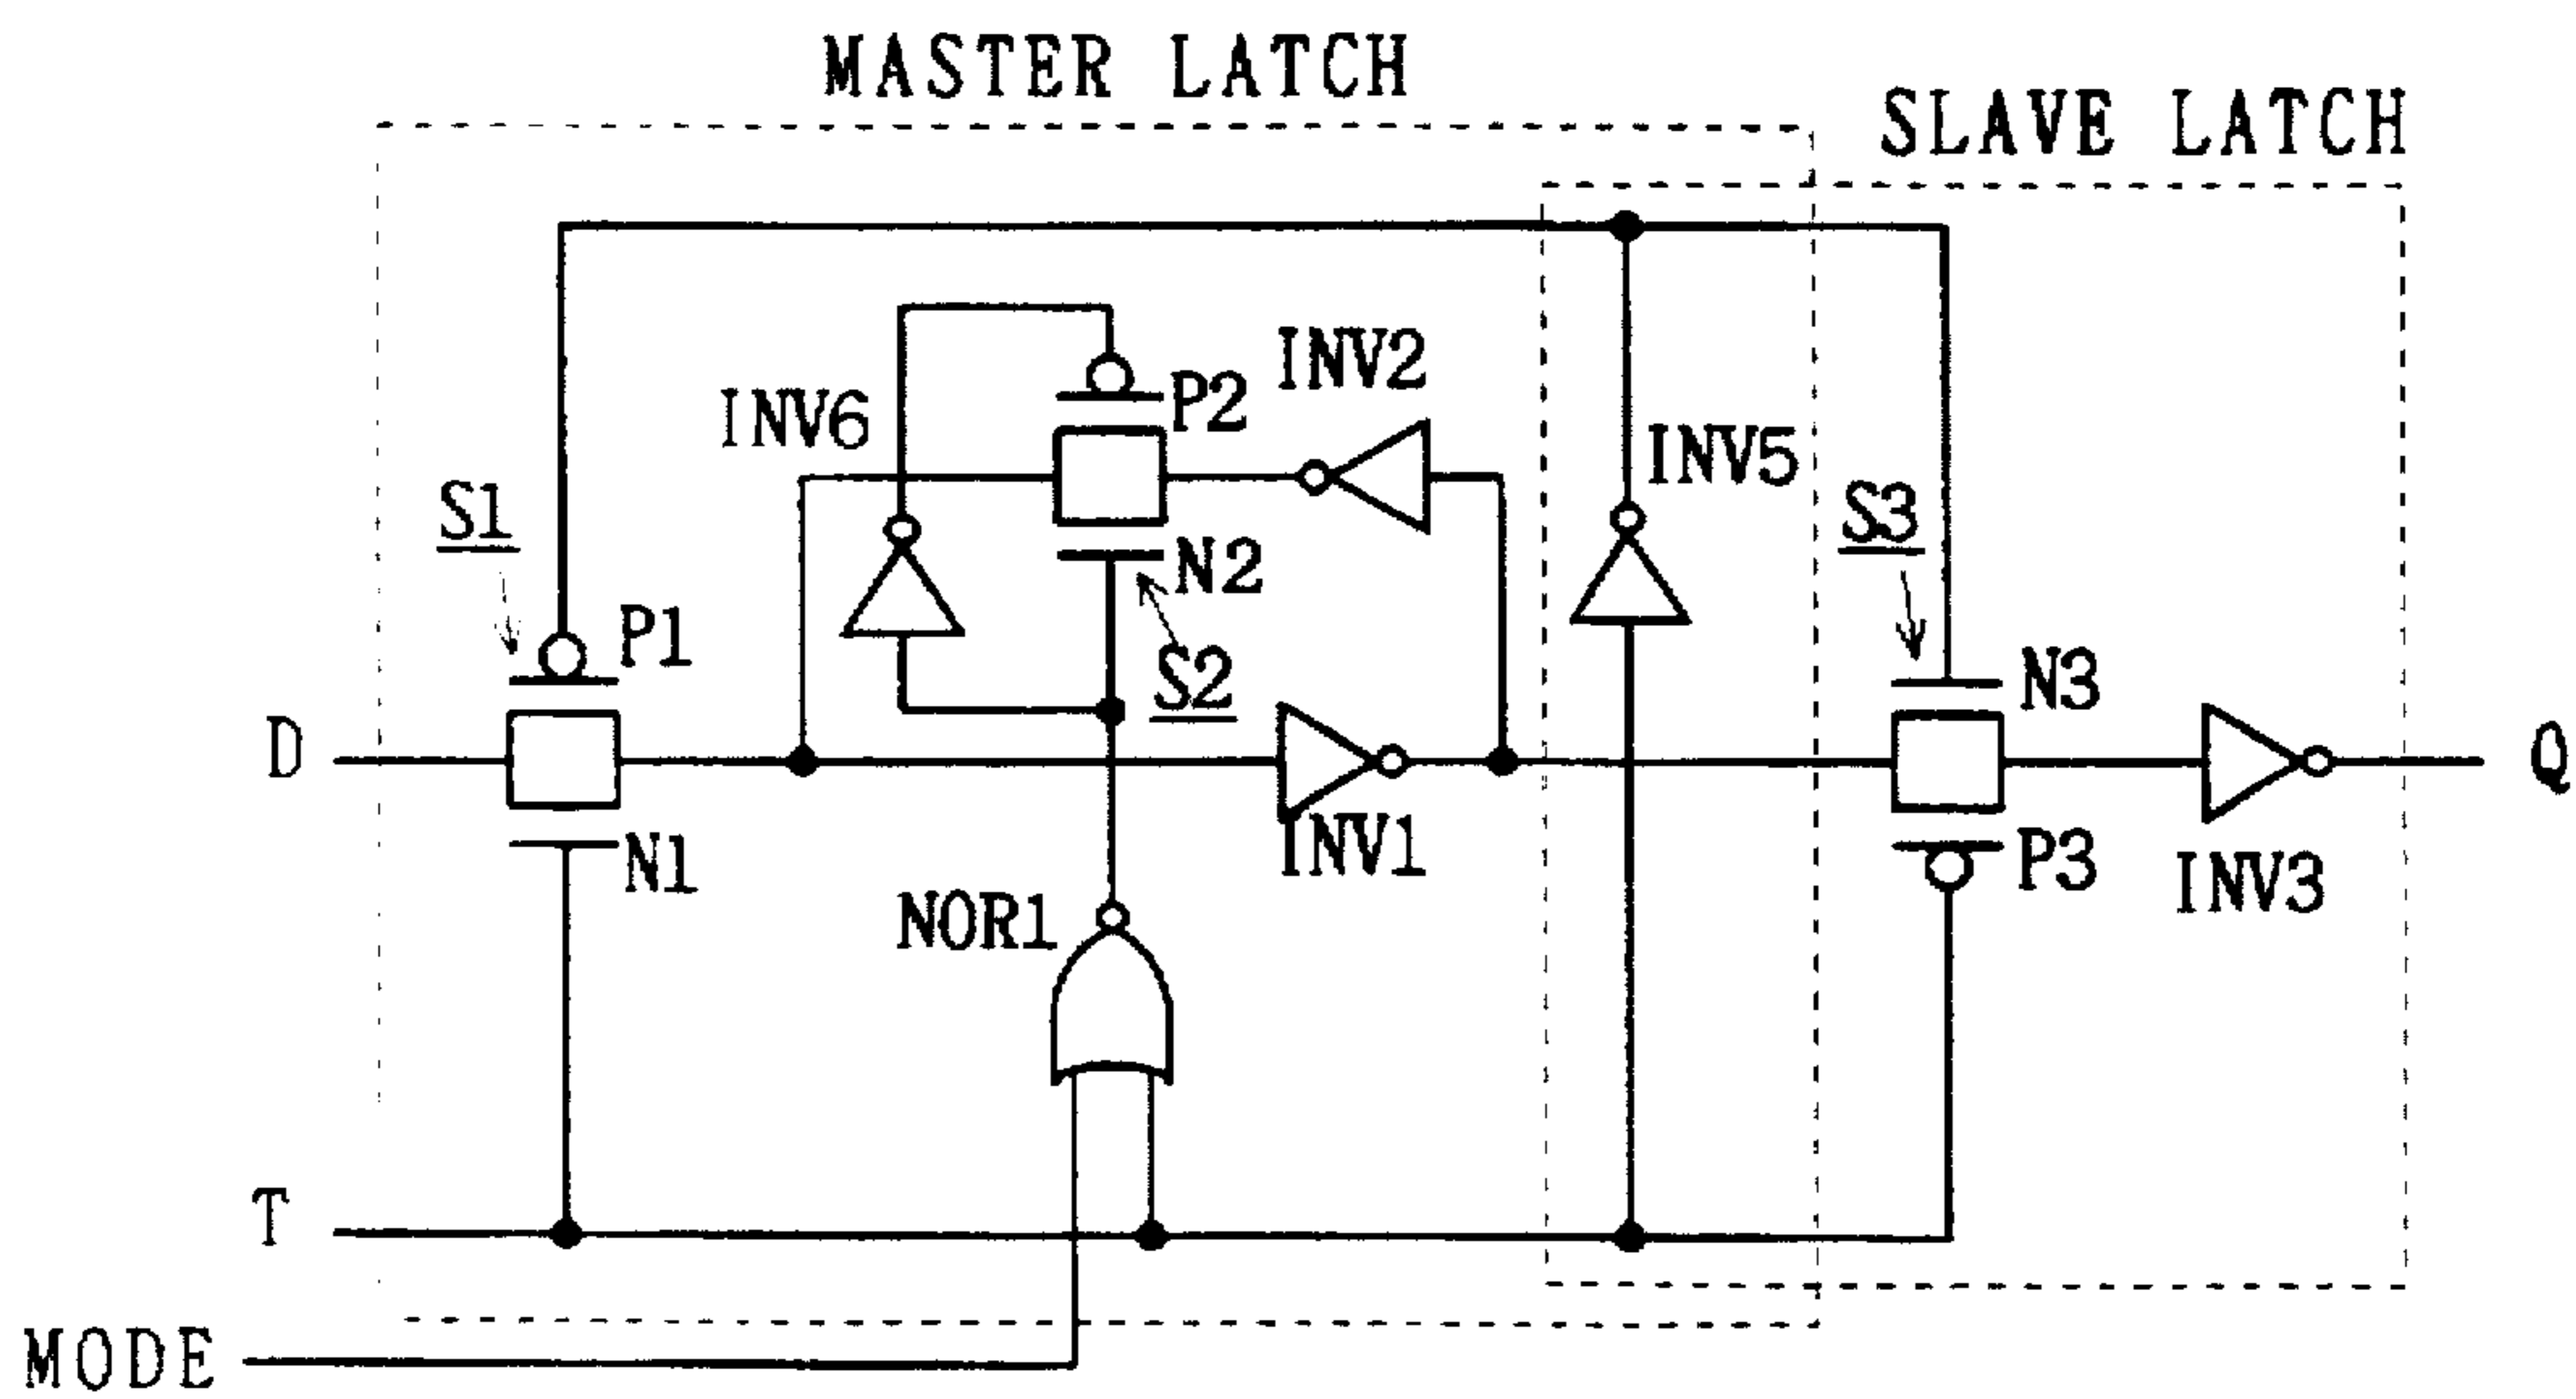 MASTER LATCH
SLAVE LATCH
INV2
P2
INV6
INV5
S1
S3
N2
P1
S2
N3
D
Q
N1
INV1
P3
INV3
NOR1
T
MODE